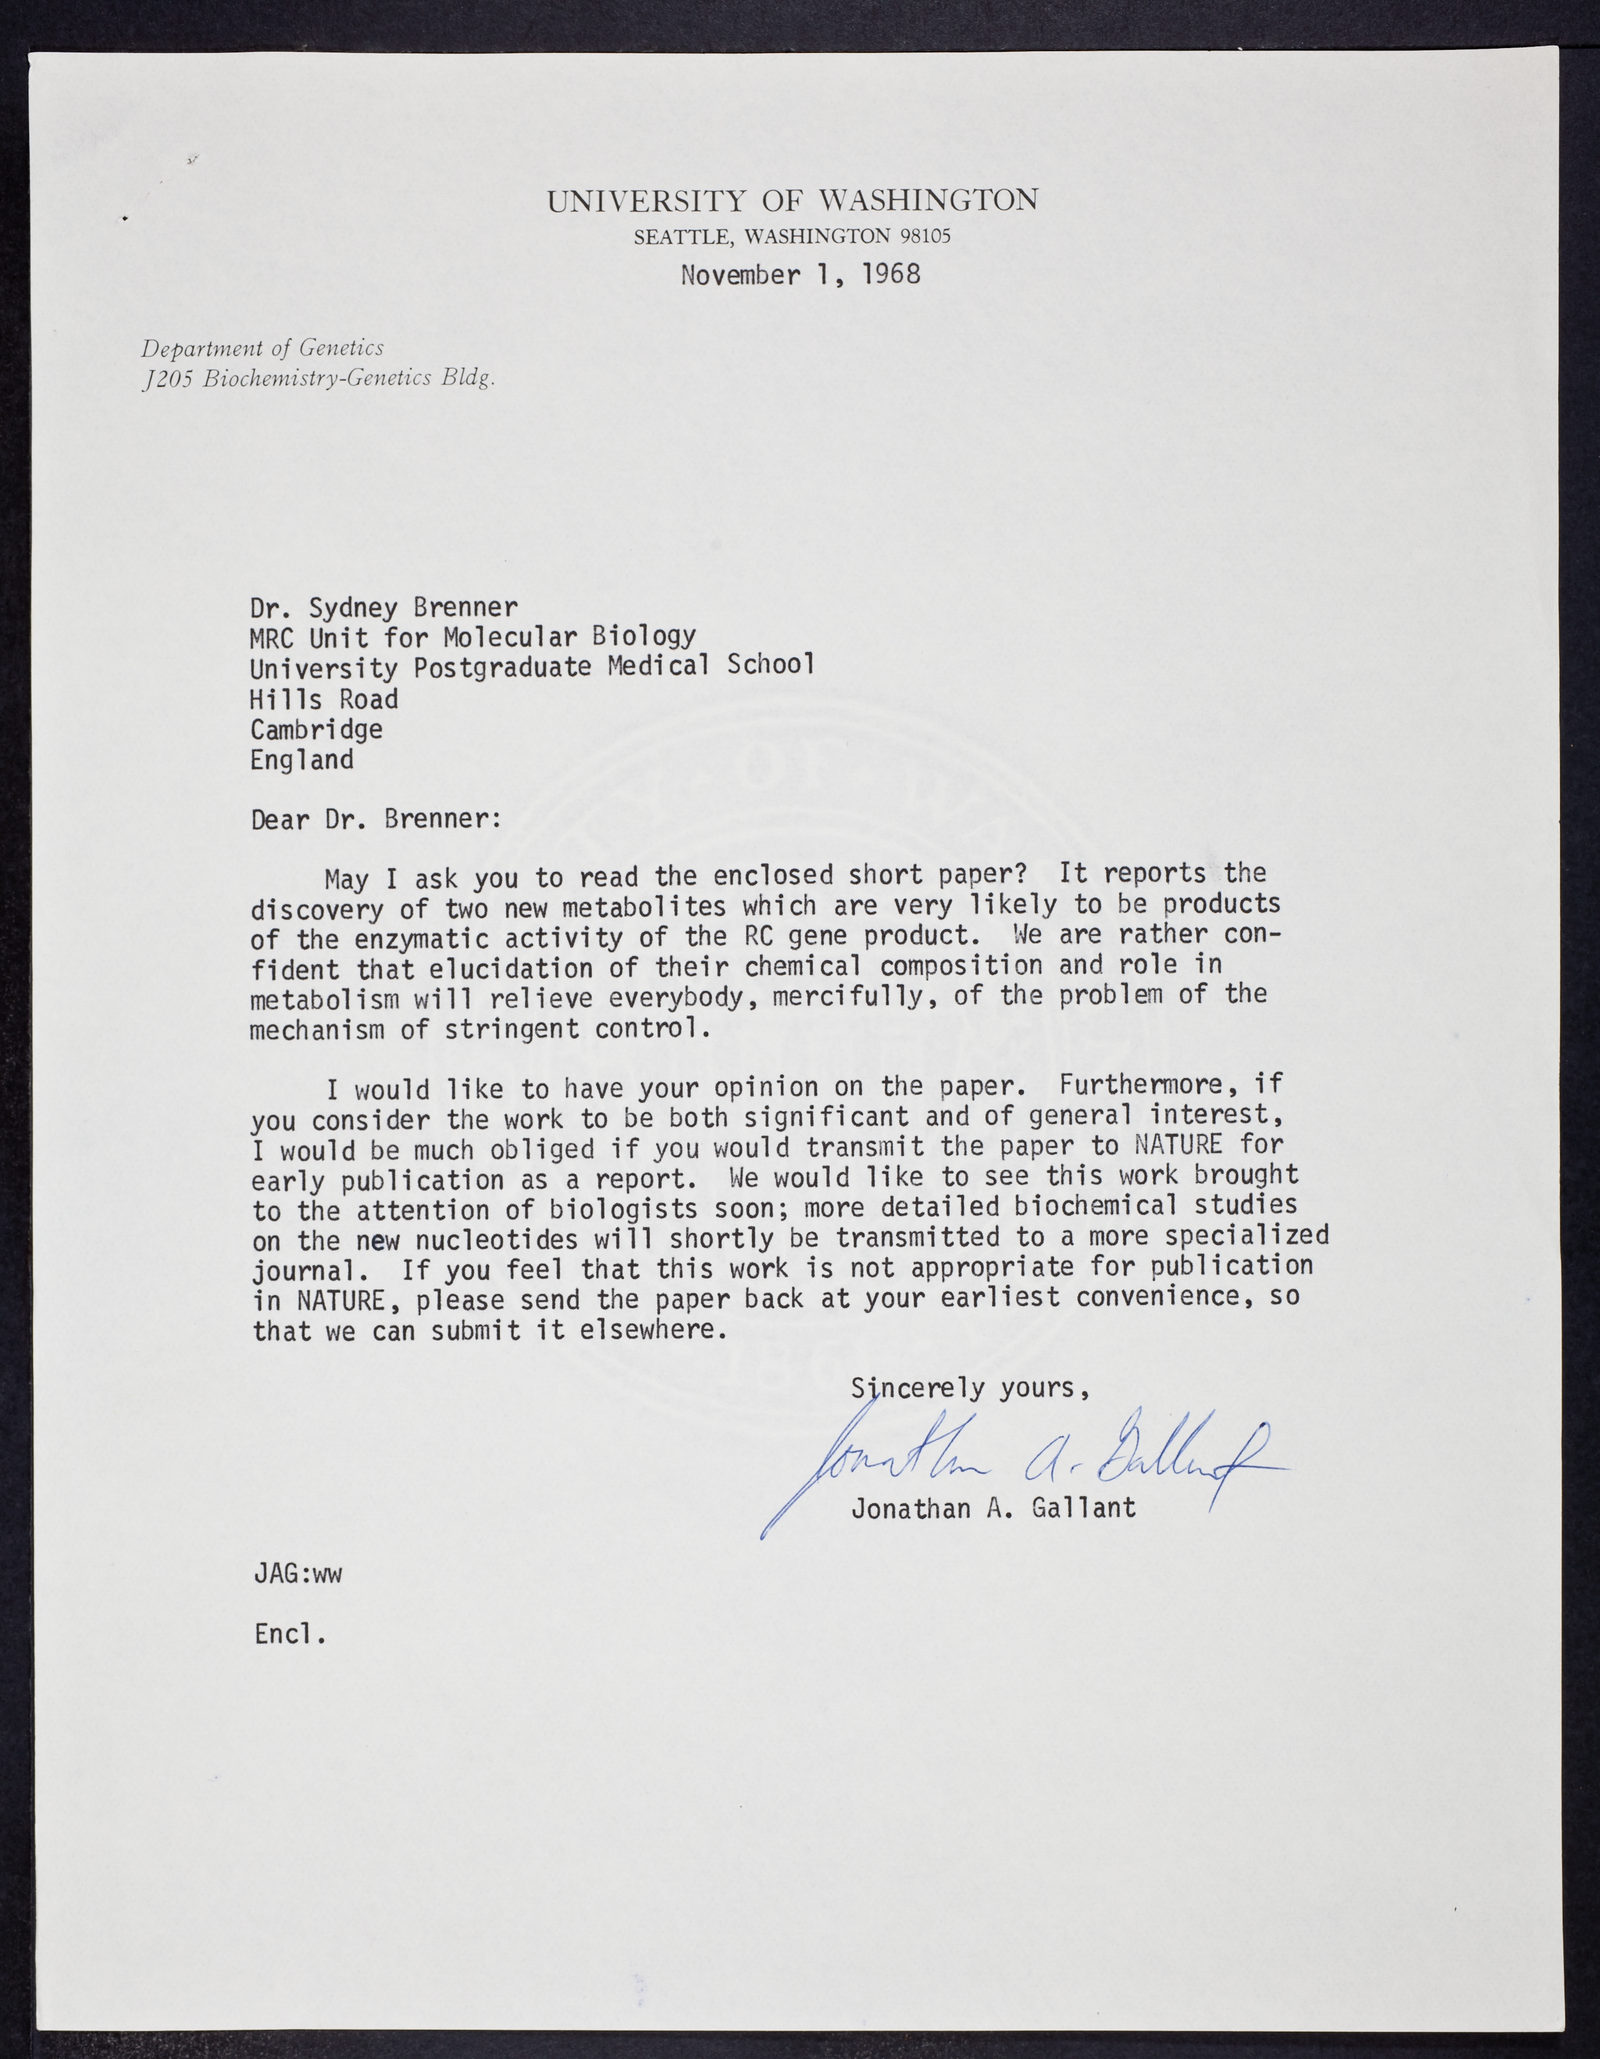 UNIVERSITY OF WASHINGTON
SEATTLE, WASHINGTON 98105
November 1, 1968
Department of Genetics
J205 Biochemistry-Genetics Bldg.
Dr. Sydney Brenner
MRC Unit for Molecular Biology
University Postgraduate Medical School
Hills Road
Cambridge
England
Dear Dr. Brenner:
May I ask you to read the enclosed short paper? It reports the
discovery of two new metabolites which are very likely to be products
of the enzymatic activity of the RC gene product. We are rather con-
fident that elucidation of their chemical composition and role in
metabolism will relieve everybody, mercifully, of the problem of the
mechanism of stringent control.
I would like to have your opinion on the paper. Furthermore, if
you consider the work to be both significant and of general interest,
I would be much obliged if you would transmit the paper to NATURE for
early publication as a report. We would like to see this work brought
to the attention of biologists soon; more detailed biochemical studies
on the new nucleotides will shortly be transmitted to a more specialized
journal. If you feel that this work is not appropriate for publication
in NATURE, please send the paper back at your earliest convenience, so
that we can submit it elsewhere.
Sincerely yours,
Jonathan A. Gallant
Jonathan A. Gallant
JAG:ww
Encl.